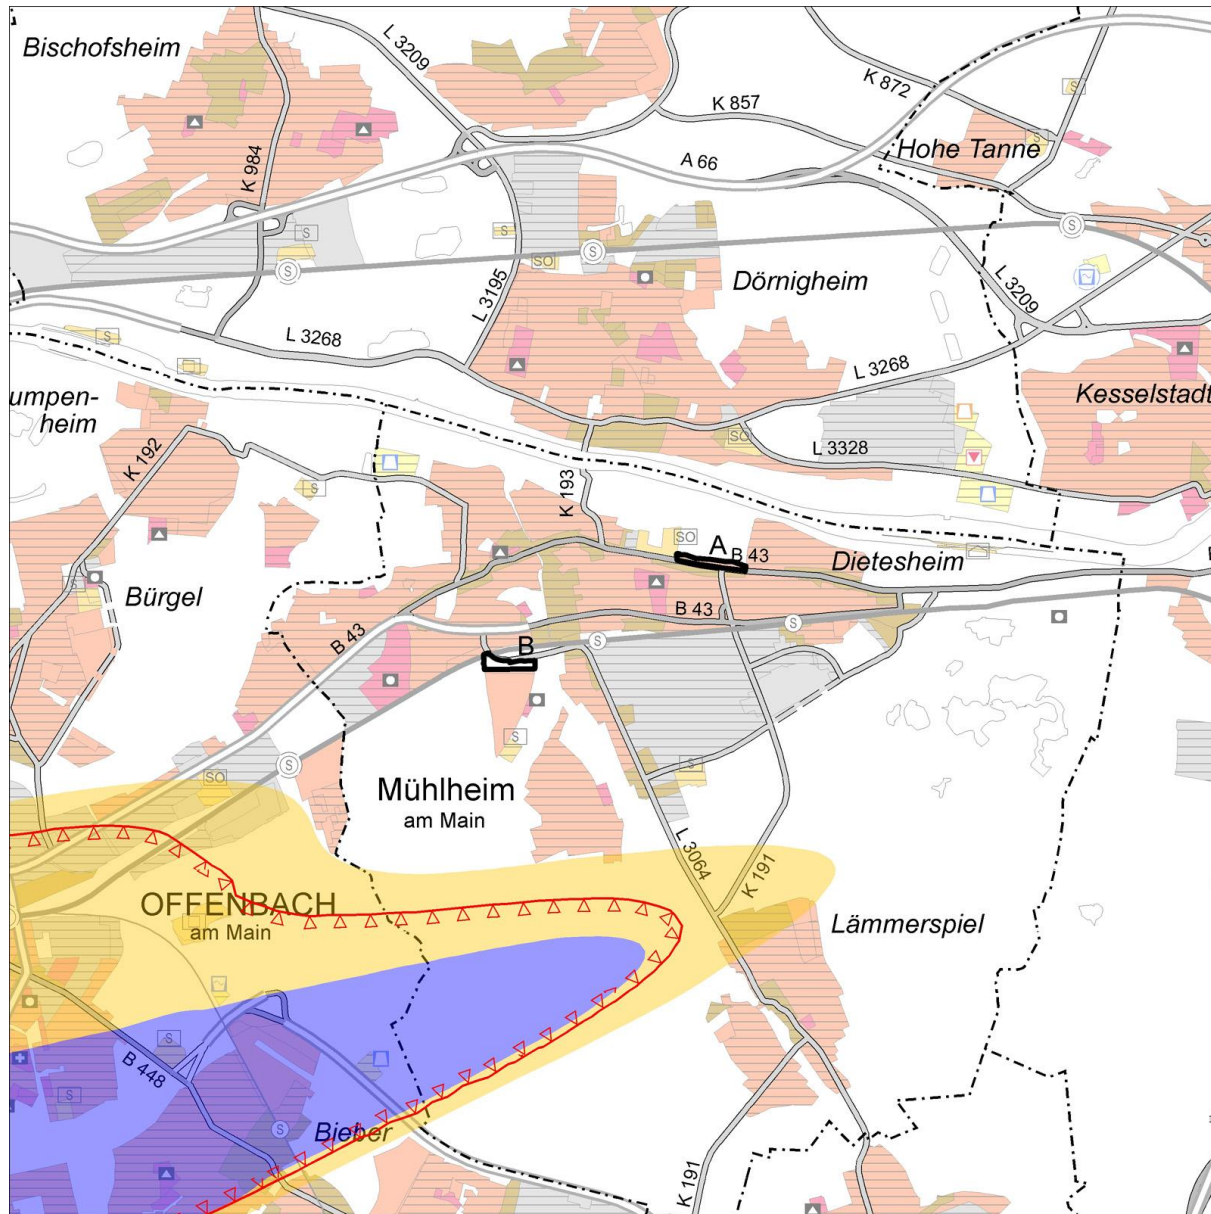 Bischofsheim
L 3209
K 872
K 857
S
Hohe Tanne
S
A 66
K 984
S
S
S
S
SO
S
Dörnigheim
L 3195
L 3209
S
L 3268
S
L 3268
umpen-
heim
Kesselstadt
K 192
SO
L 3328
S
K 193
SO
A
B 43
Dietesheim
S
Bürgel
B 43
B 43
S
S
B
S
S
SO
S
Mühlheim
am Main
L 3064
K 191
OFFENBACH
am Main
Lämmerspiel
S
B 448
S
S
Bieber
K 191